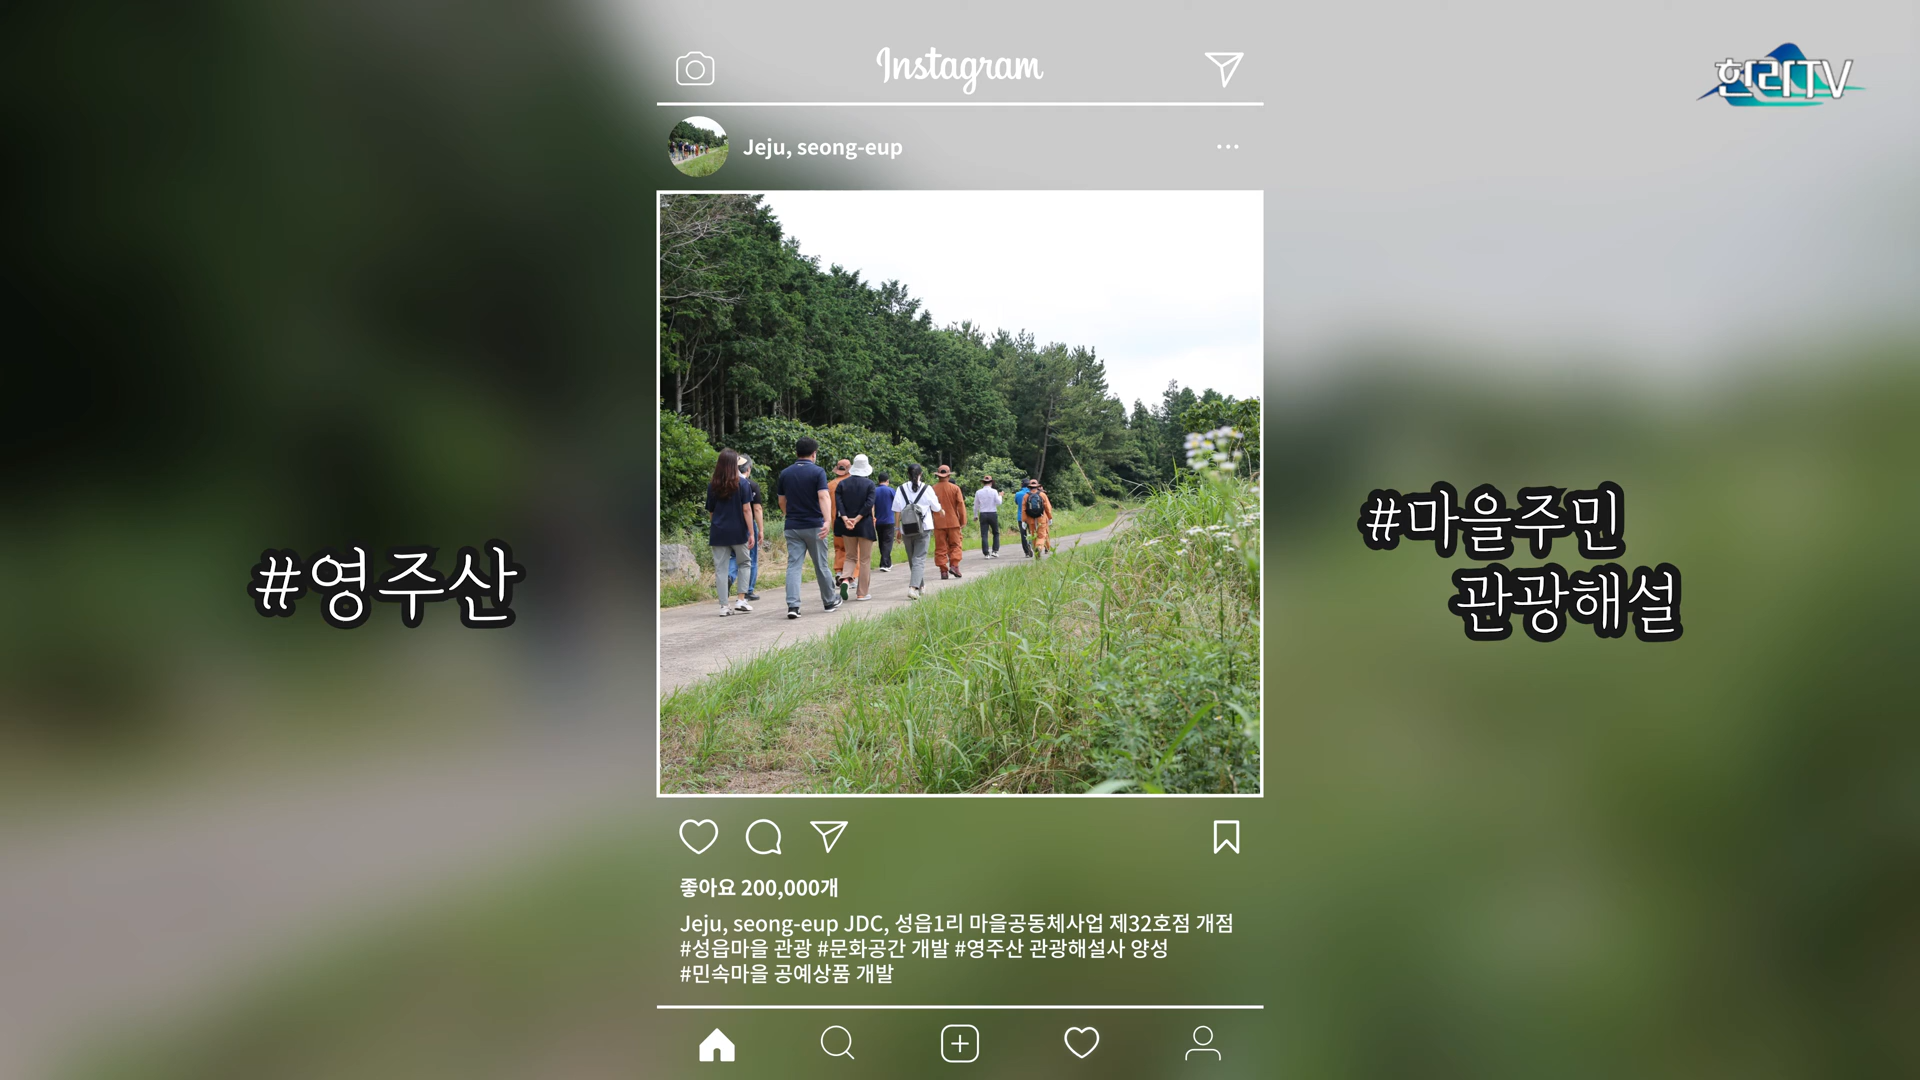 Instagram
한라TV
Jeju, seong-eup
#영주산
#마을주민
관광해설
좋아요 200,000개
Jeju, seong-eup JDC, 성읍1리 마을공동체사업 제32호점 개점
#성읍마을 관광 #문화공간 개발 #영주산 관광해설사 양성
#민속마을 공예상품 개발